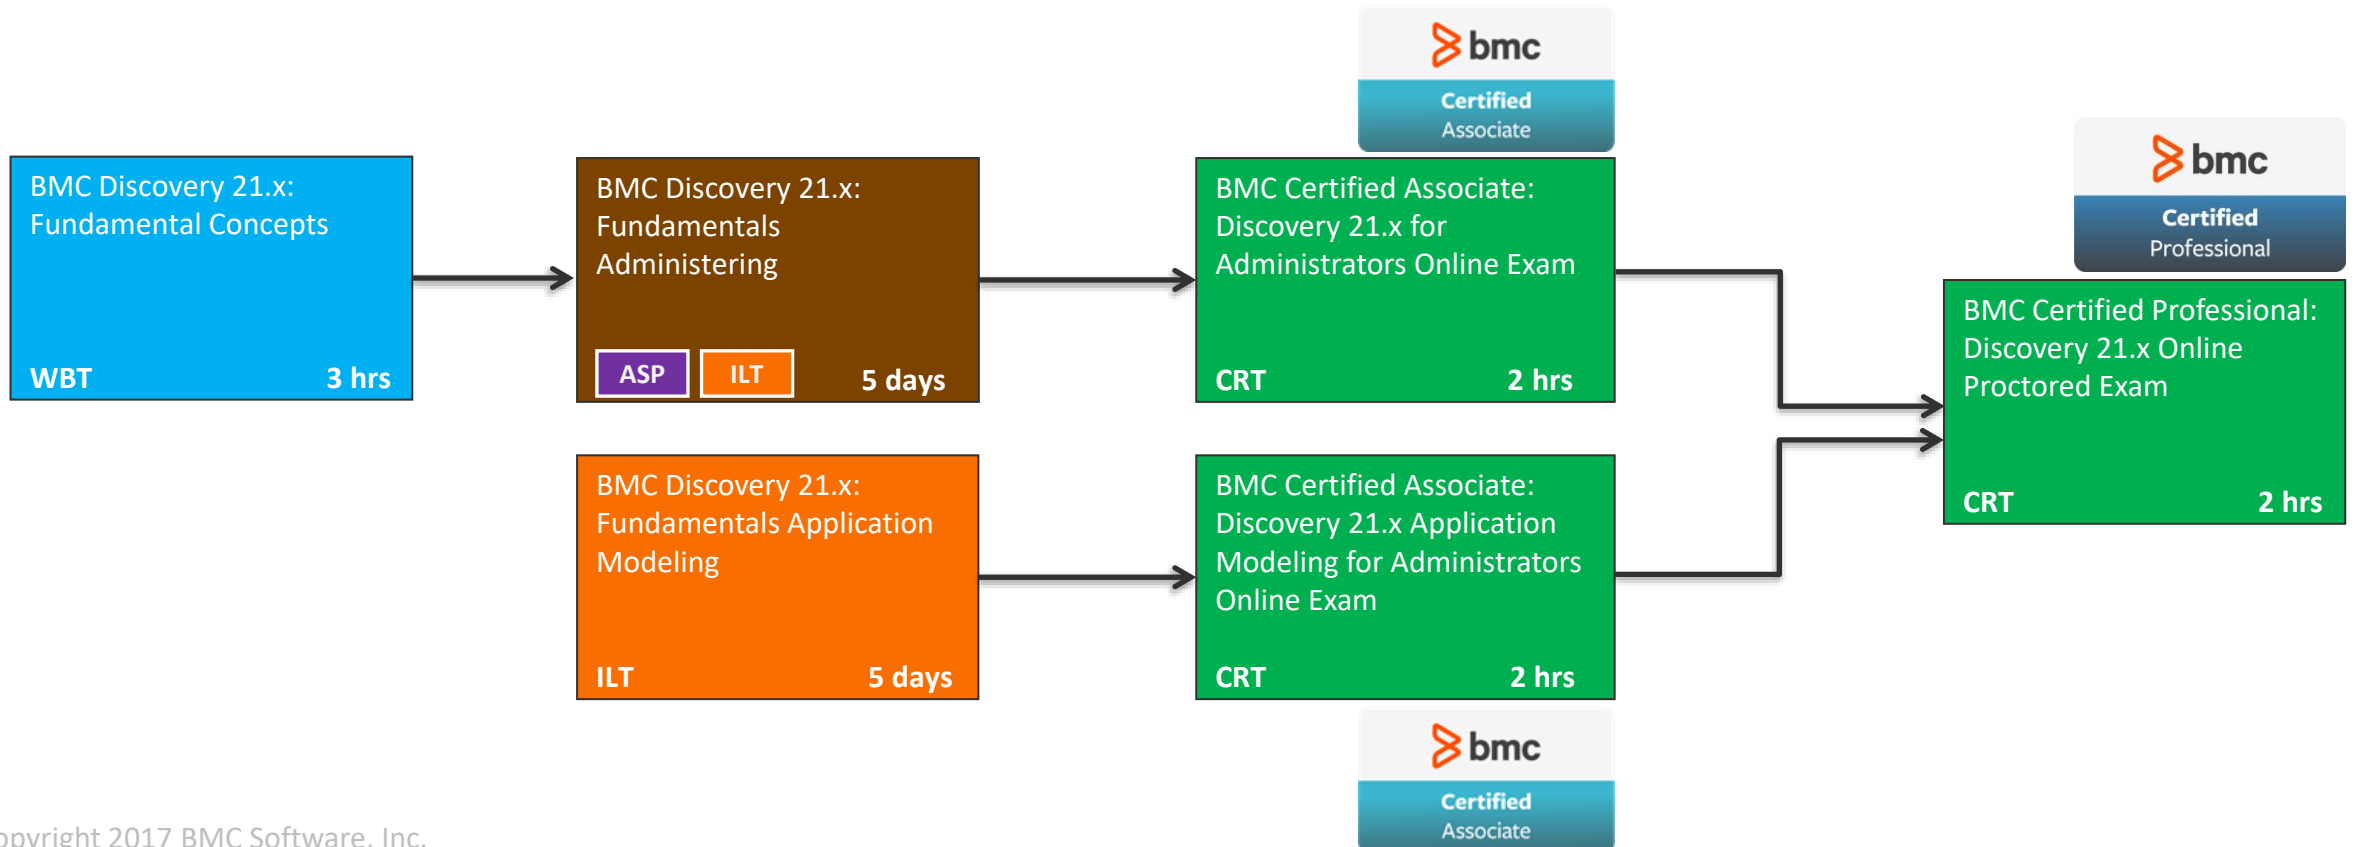 bmc
Certified
Associate
bmc
Certified
Professional
BMC Discovery 21.x:
Fundamental Concepts
WBT 3 hrs
BMC Discovery 21.x:
Fundamentals
Administering
ASP ILT 5 days
BMC Certified Associate:
Discovery 21.x for
Administrators Online Exam
CRT 2 hrs
BMC Certified Professional:
Discovery 21.x Online
Proctored Exam
CRT 2 hrs
BMC Discovery 21.x:
Fundamentals Application
Modeling
ILT 5 days
BMC Certified Associate:
Discovery 21.x Application
Modeling for Administrators
Online Exam
CRT 2 hrs
bmc
Certified
Associate
opyright 2017 BMC Software, Inc.